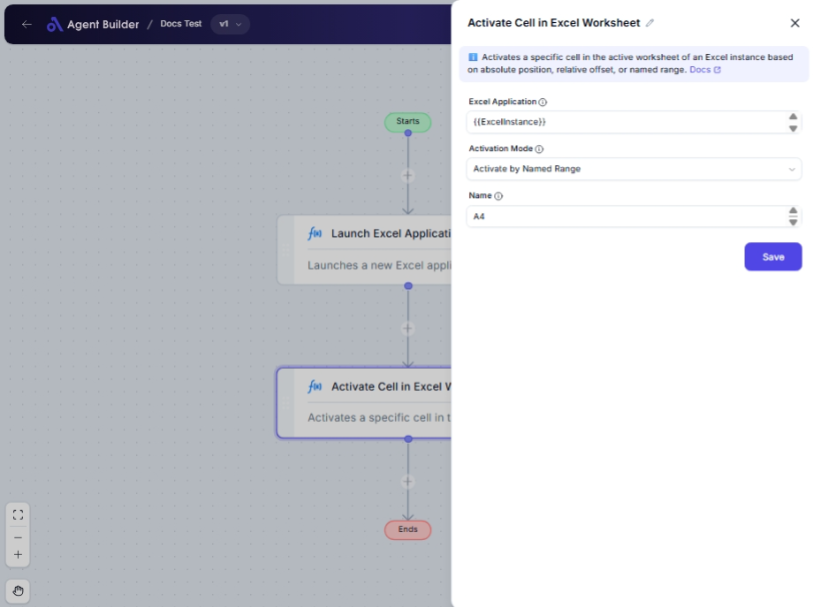 Agent Builder / Docs Test v1
Starts
Launch Excel Applicati
Launches a new Excel appli
Activate Cell in Excel W
Activates a specific cell in t
Ends
Activate Cell in Excel Worksheet
Activates a specific cell in the active worksheet of an Excel instance based
on absolute position, relative offset, or named range. Docs
Excel Application
{{ExcelInstance}}
Activation Mode
Activate by Named Range
Name
A4
Save